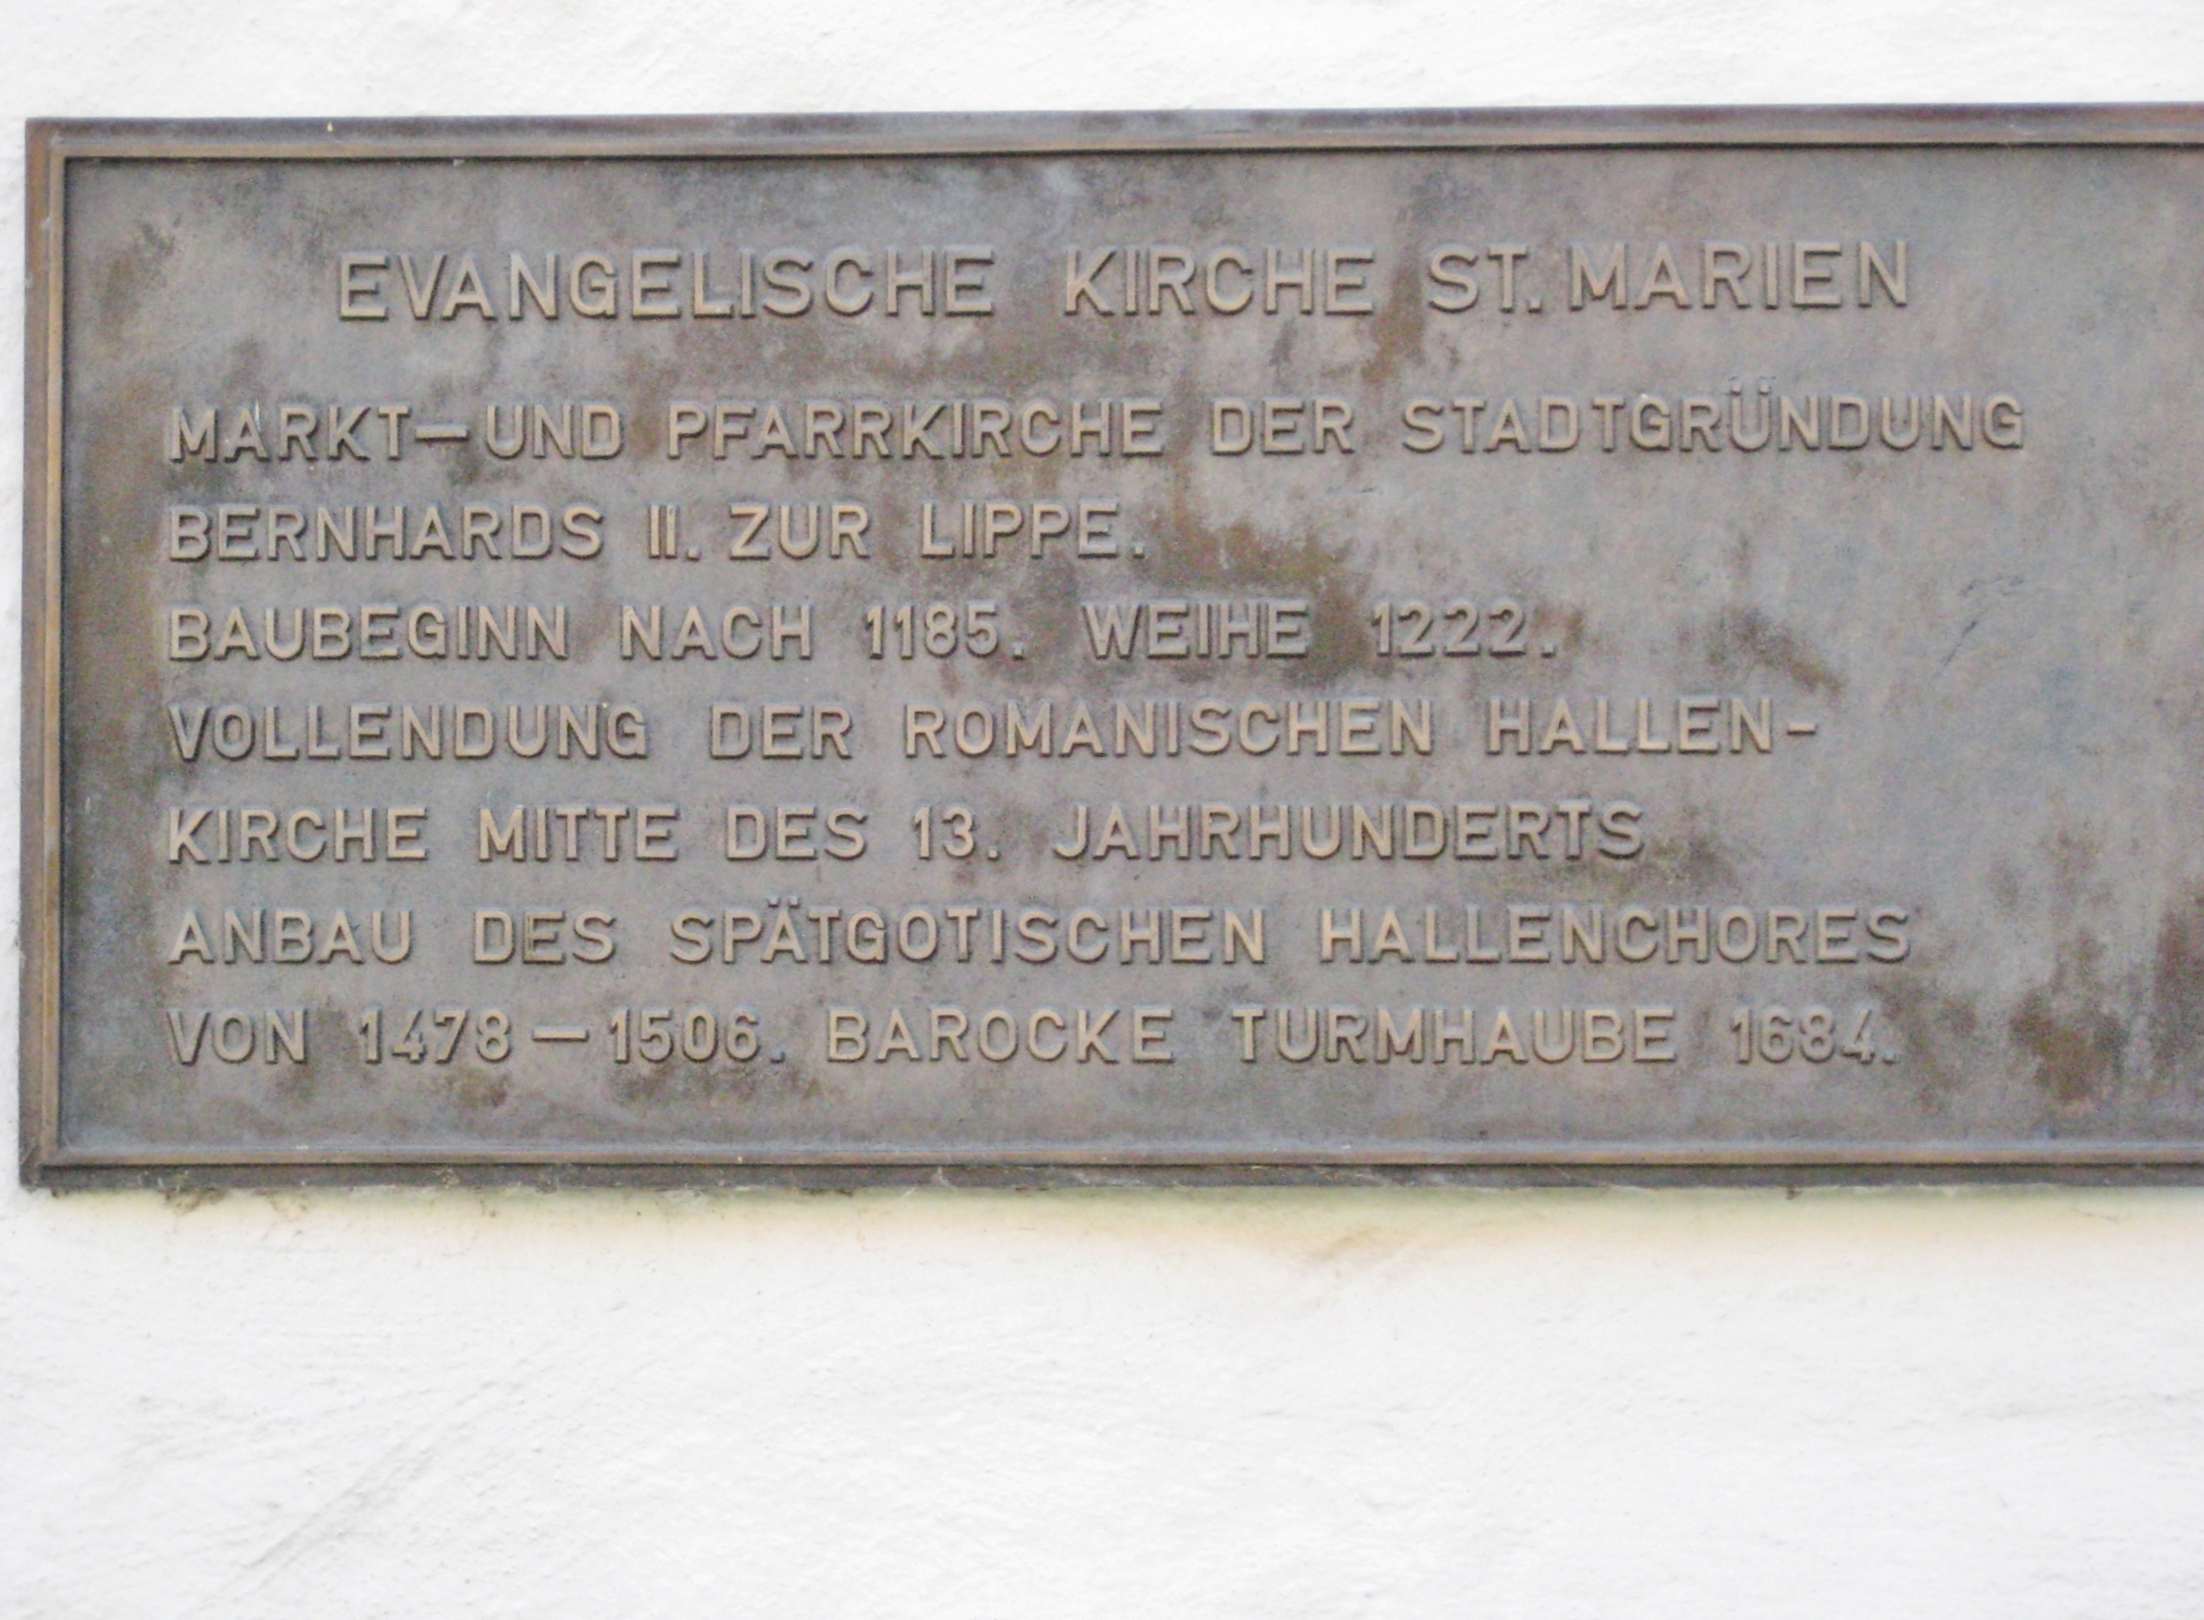 EVANGELISCHE KIRCHE ST. MARIEN
MARKT-UND PFARRKIRCHE DER STADTGRÜNDUNG
BERNHARDS II. ZUR LIPPE.
BAUBEGINN NACH 1185. WEIHE 1222.
VOLLENDUNG DER ROMANISCHEN HALLEN-
KIRCHE MITTE DES 13. JAHRHUNDERTS
ANBAU DES SPÄTGOTISCHEN HALLENCHORES
VON 1478-1506. BAROCKE TURMHAUBE 1684.